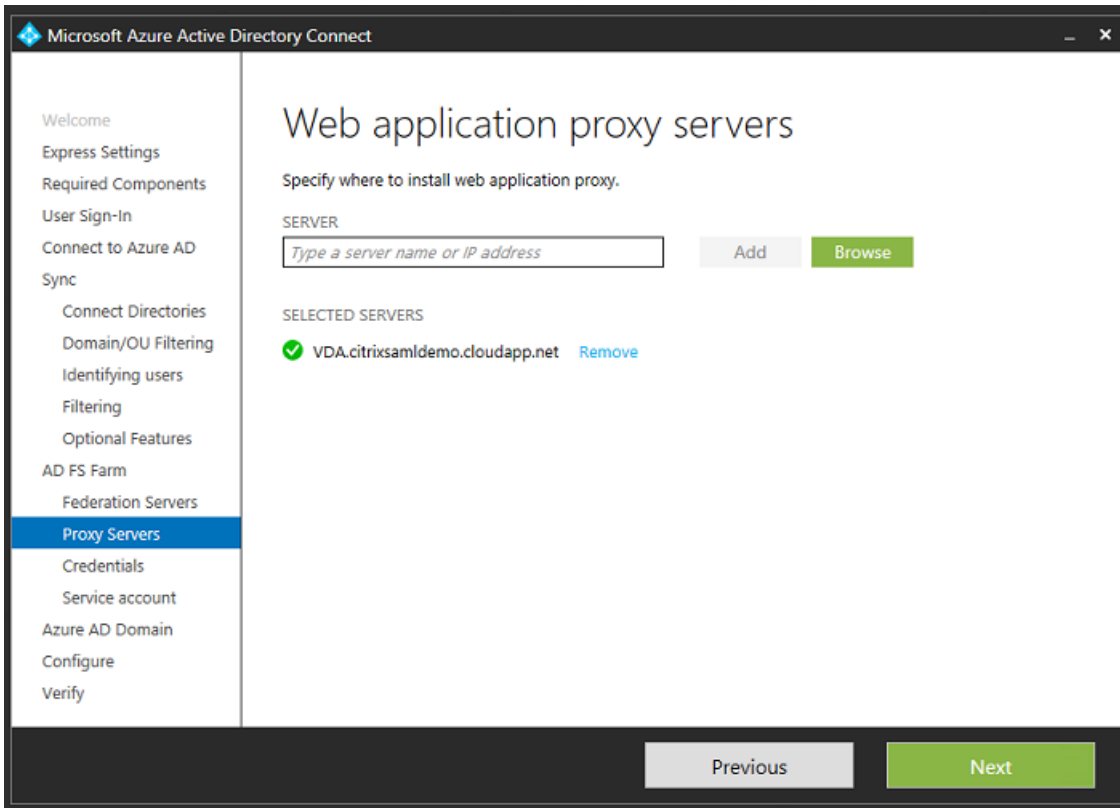 Microsoft Azure Active Directory Connect
Welcome
Express Settings
Required Components
User Sign-In
Connect to Azure AD
Sync
Connect Directories
Domain/OU Filtering
Identifying users
Filtering
Optional Features
AD FS Farm
Federation Servers
Proxy Servers
Credentials
Service account
Azure AD Domain
Configure
Verify
Web application proxy servers
Specify where to install web application proxy.
SERVER
Type a server name or IP address
Add
Browse
SELECTED SERVERS
VDA.citrixsamldemo.cloudapp.net Remove
Previous
Next